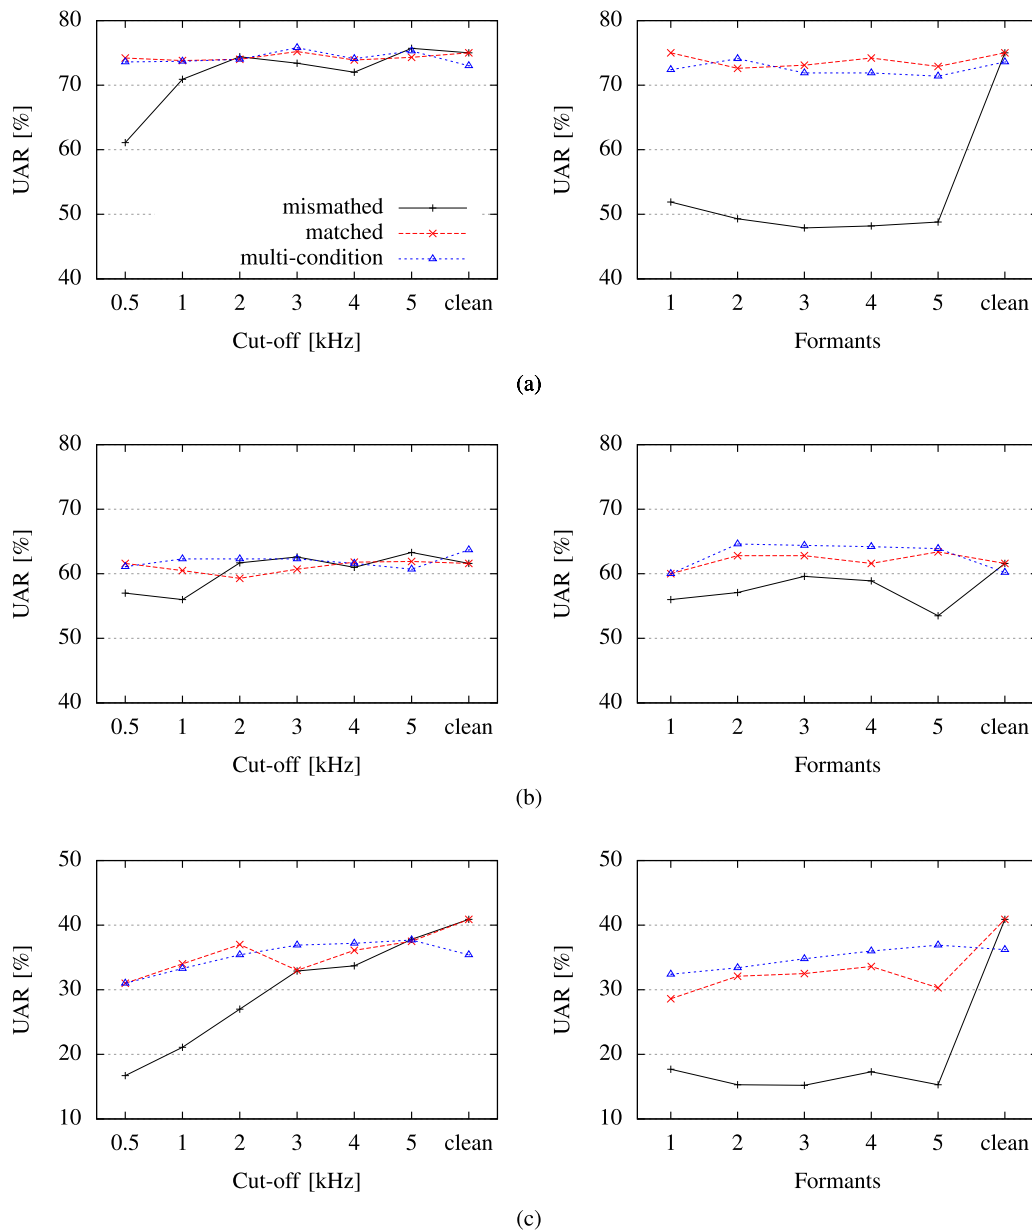 80
70
60
50
40
UAR [%]
mismathed
matched
multi-condition
0.5 1 2 3 4 5 clean
Cut-off [kHz]
80
70
60
50
40
UAR [%]
1 2 3 4 5 clean
Formants
(a)
80
70
60
50
40
UAR [%]
0.5 1 2 3 4 5 clean
Cut-off [kHz]
80
70
60
50
40
UAR [%]
1 2 3 4 5 clean
Formants
(b)
50
40
30
20
10
UAR [%]
0.5 1 2 3 4 5 clean
Cut-off [kHz]
50
40
30
20
10
UAR [%]
1 2 3 4 5 clean
Formants
(c)